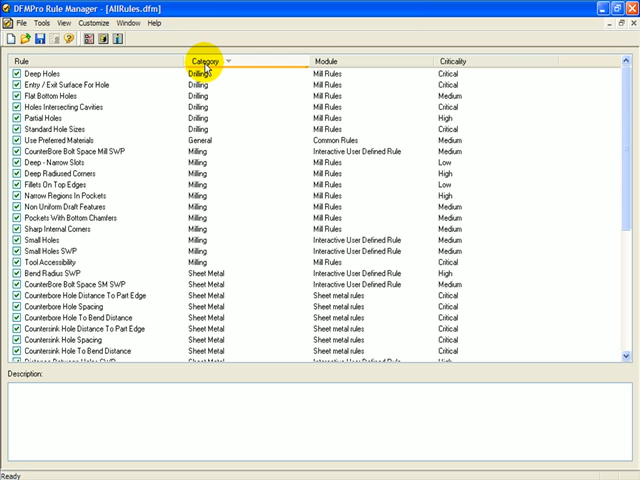 DFMPro Rule Manager - [AllRules.dfm]
File Tools View Customize Window Help
Rule Category Module Criticality
Deep Holes Drilling Mill Rules Critical
Entry / Exit Surface For Hole Drilling Mill Rules Critical
Flat Bottom Holes Drilling Mill Rules Medium
Holes Intersecting Cavities Drilling Mill Rules Critical
Partial Holes Drilling Mill Rules High
Standard Hole Sizes Drilling Mill Rules Critical
Use Preferred Materials General Common Rules Medium
CounterBore Bolt Space Mill SWP Milling Interactive User Defined Rule Medium
Deep - Narrow Slots Milling Mill Rules Low
Deep Radiused Corners Milling Mill Rules High
Fillets On Top Edges Milling Mill Rules Low
Narrow Regions In Pockets Milling Mill Rules High
Non Uniform Draft Features Milling Mill Rules Medium
Pockets With Bottom Chamfers Milling Mill Rules Medium
Sharp Internal Corners Milling Mill Rules Medium
Small Holes Milling Interactive User Defined Rule Medium
Small Holes SWP Milling Interactive User Defined Rule Medium
Tool Accessibility Milling Mill Rules Critical
Bend Radius SWP Sheet Metal Interactive User Defined Rule High
CounterBore Bolt Space SM SWP Sheet Metal Interactive User Defined Rule Medium
Counterbore Hole Distance To Part Edge Sheet Metal Sheet metal rules Critical
Counterbore Hole Spacing Sheet Metal Sheet metal rules Critical
Counterbore Hole To Bend Distance Sheet Metal Sheet metal rules Critical
Countersink Hole Distance To Part Edge Sheet Metal Sheet metal rules Critical
Countersink Hole Spacing Sheet Metal Sheet metal rules Critical
Countersink Hole To Bend Distance Sheet Metal Sheet metal rules Critical
Distance Between Holes SWP Sheet Metal Interactive User Defined Rule High
Description:
Ready